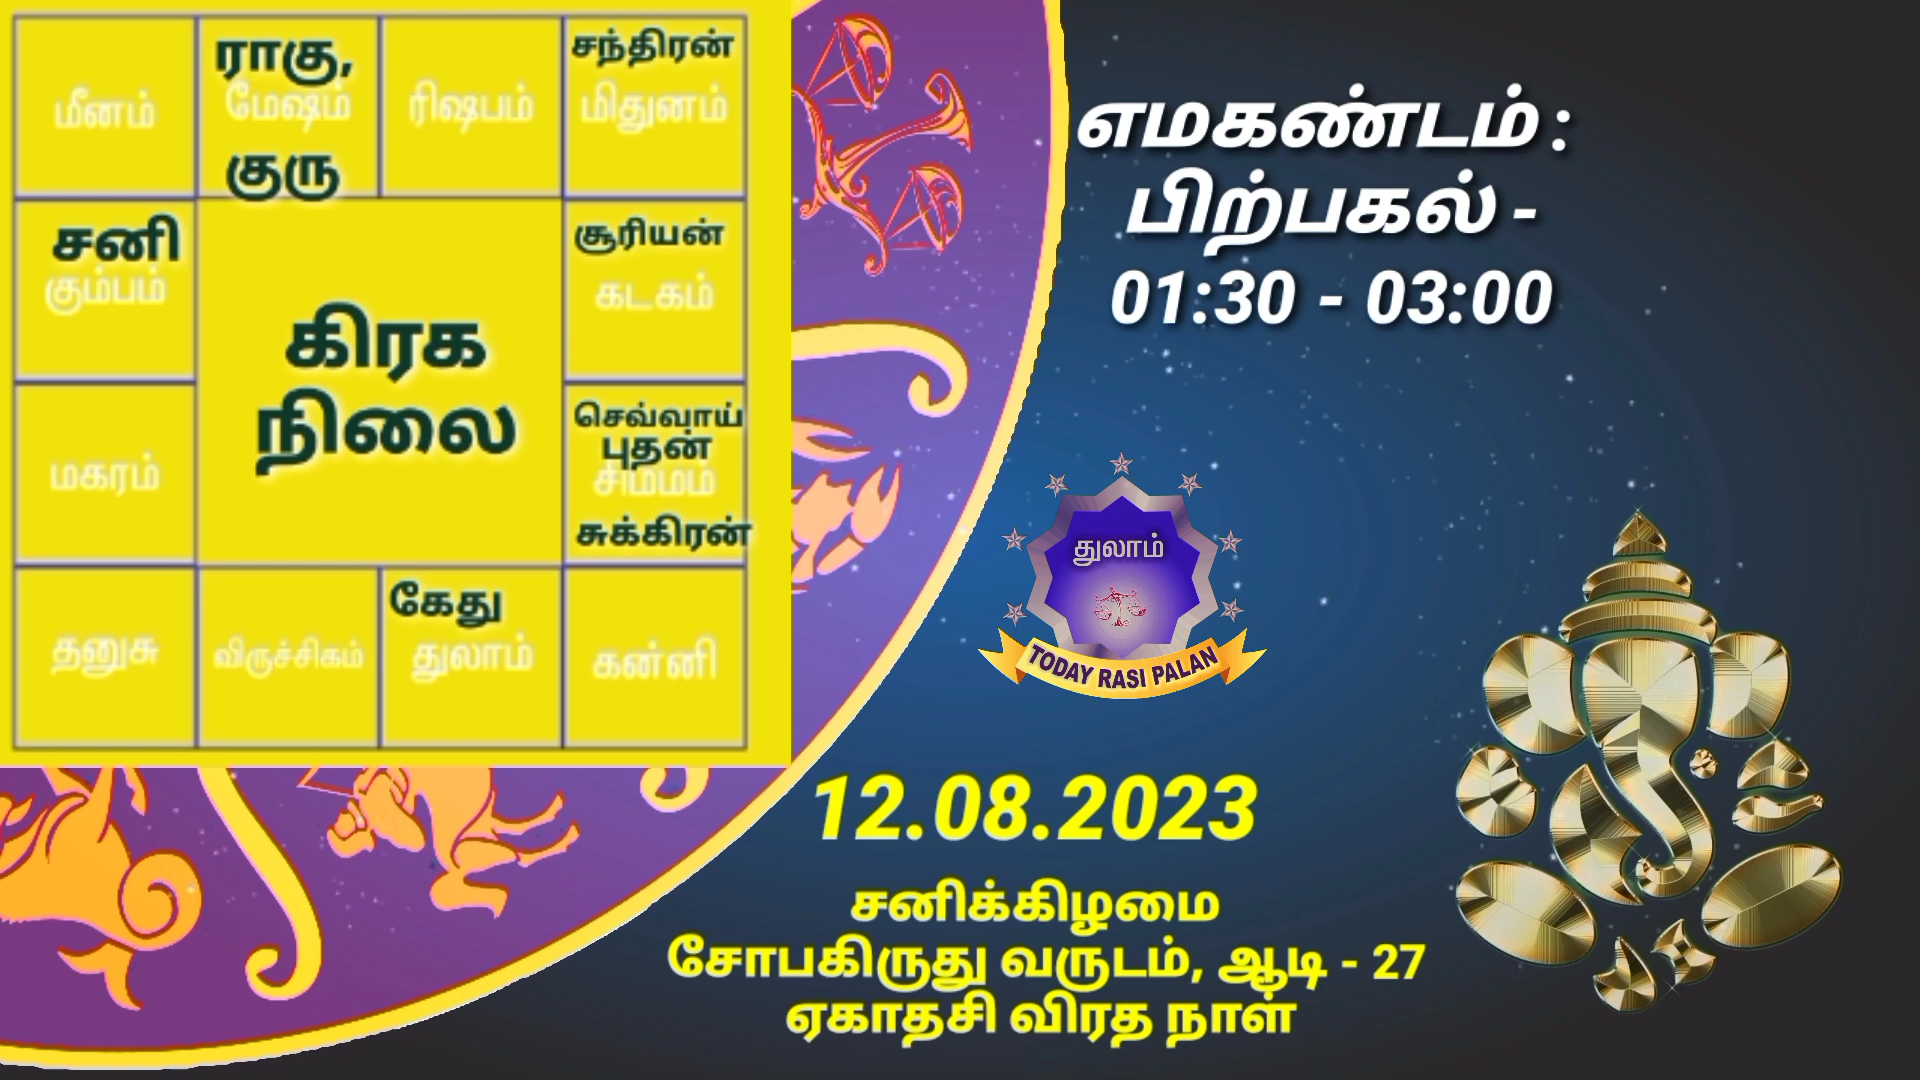 ராகு,
சந்திரன்
மீனம்
மேஷம்
ரிஷபம்
மிதுனம்
குரு
சனி
கும்பம்
சூரியன்
கடகம்
கிரக
நிலை
மகரம்
செவ்வாய்
புதன்
சிம்மம்
சுக்கிரன்
கேது
தனுசு
விருச்சிகம்
துலாம்
கன்னி
எமகண்டம் :
பிற்பகல் -
01:30 - 03:00
துலாம்
TODAY RASI PALAN
12.08.2023
சனிக்கிழமை
சோபகிருது வருடம், ஆடி - 27
ஏகாதசி விரத நாள்